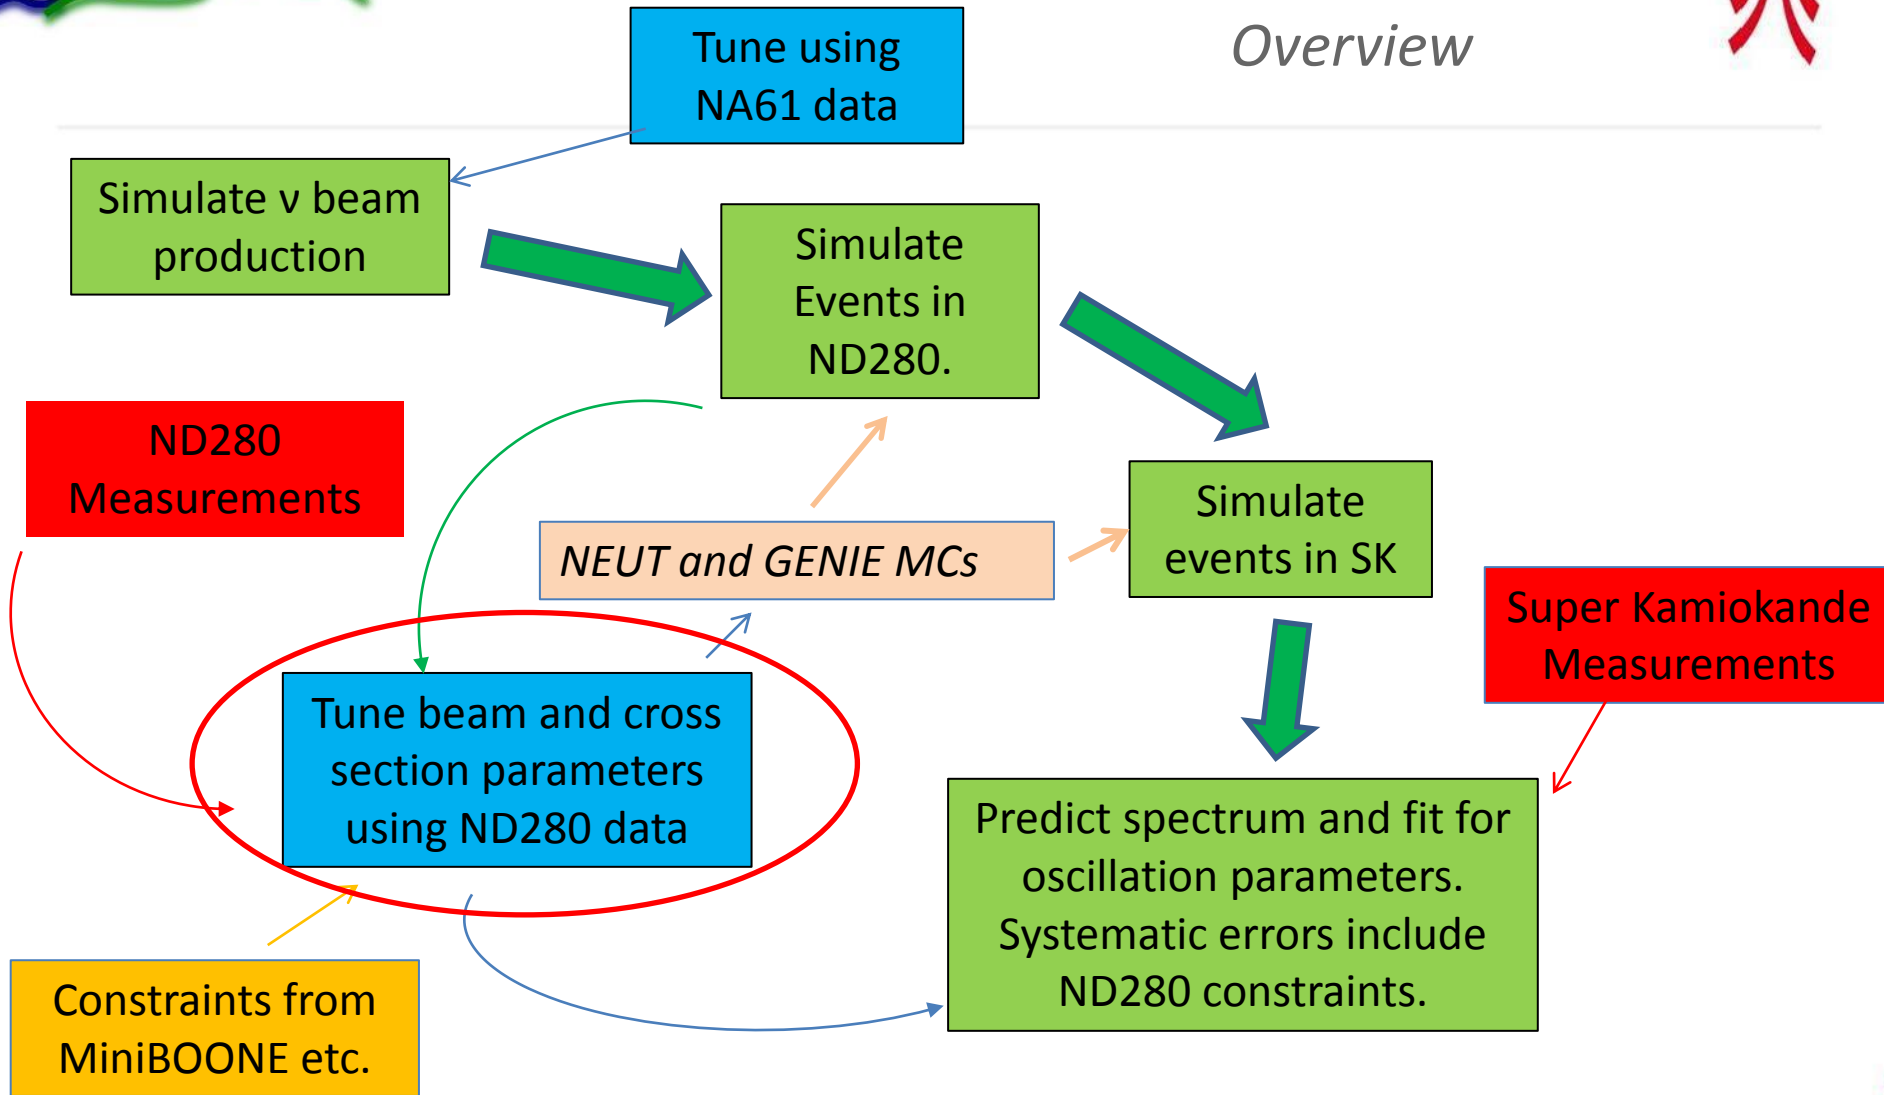 Overview
Tune using
NA61 data
Simulate ν beam
production
Simulate
Events in
ND280.
ND280
Measurements
NEUT and GENIE MCs
Simulate
events in SK
Super Kamiokande
Measurements
Tune beam and cross
section parameters
using ND280 data
Predict spectrum and fit for
oscillation parameters.
Systematic errors include
ND280 constraints.
Constraints from
MiniBOONE etc.